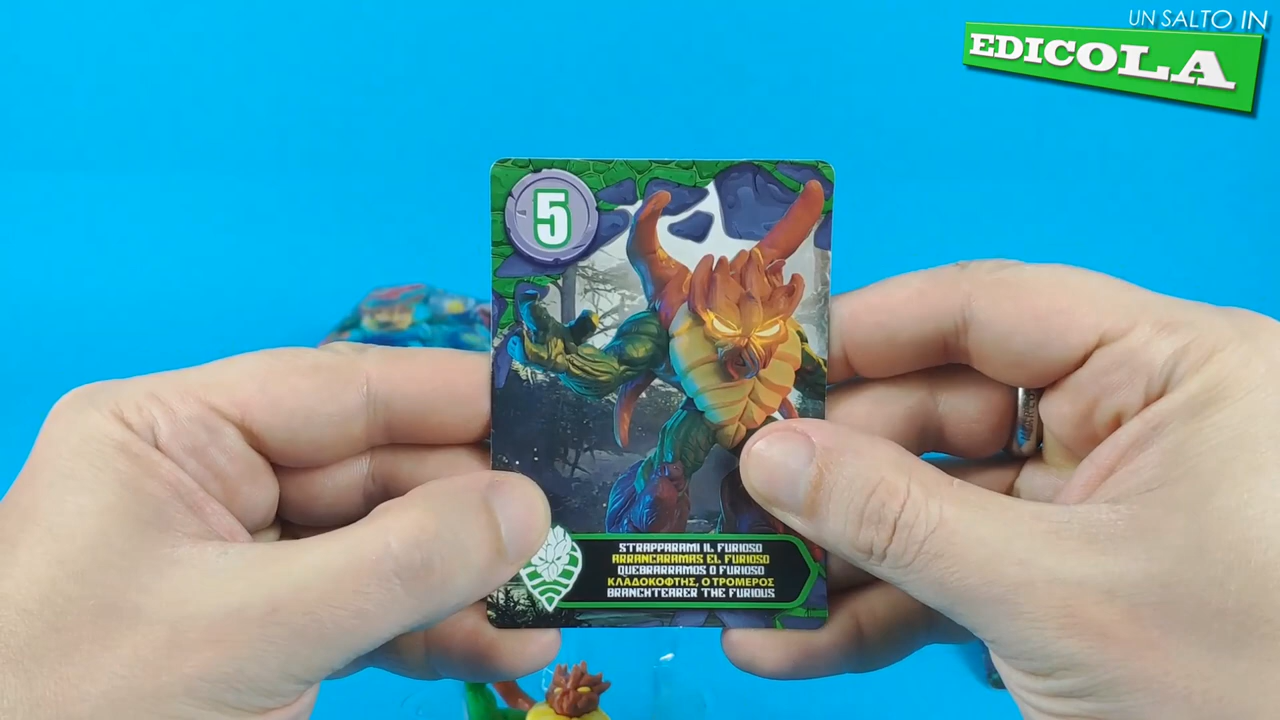 UN SALTO IN
EDICOLA
5
STRAPPARAMI IL FURIOSO
ARRANCARAMAS EL FURIOSO
QUEBRARRAMOS O FURIOSO
ΚΛΑΔΟΚΟΦΤΗΣ, Ο ΤΡΟΜΕΡΟΣ
BRANCHTEARER THE FURIOUS